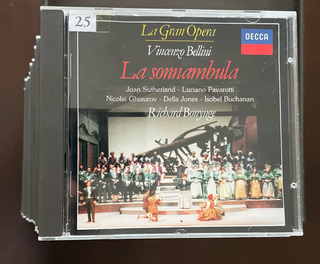 25
La Gran Opera
DECCA
Vincenzo Bellini
La sonnambula
Joan Sutherland · Luciano Pavarotti
Nicolai Ghiaurov · Della Jones · Isobel Buchanan
Richard Bonynge